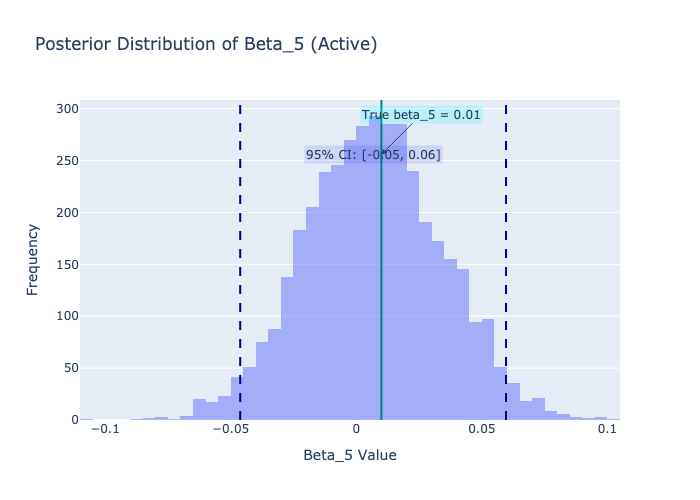 Posterior Distribution of Beta_5 (Active)
True beta_5 = 0.01
95% CI: [-0.05, 0.06]
300
250
200
150
100
50
0
Frequency
−0.1
−0.05
0
0.05
0.1
Beta_5 Value